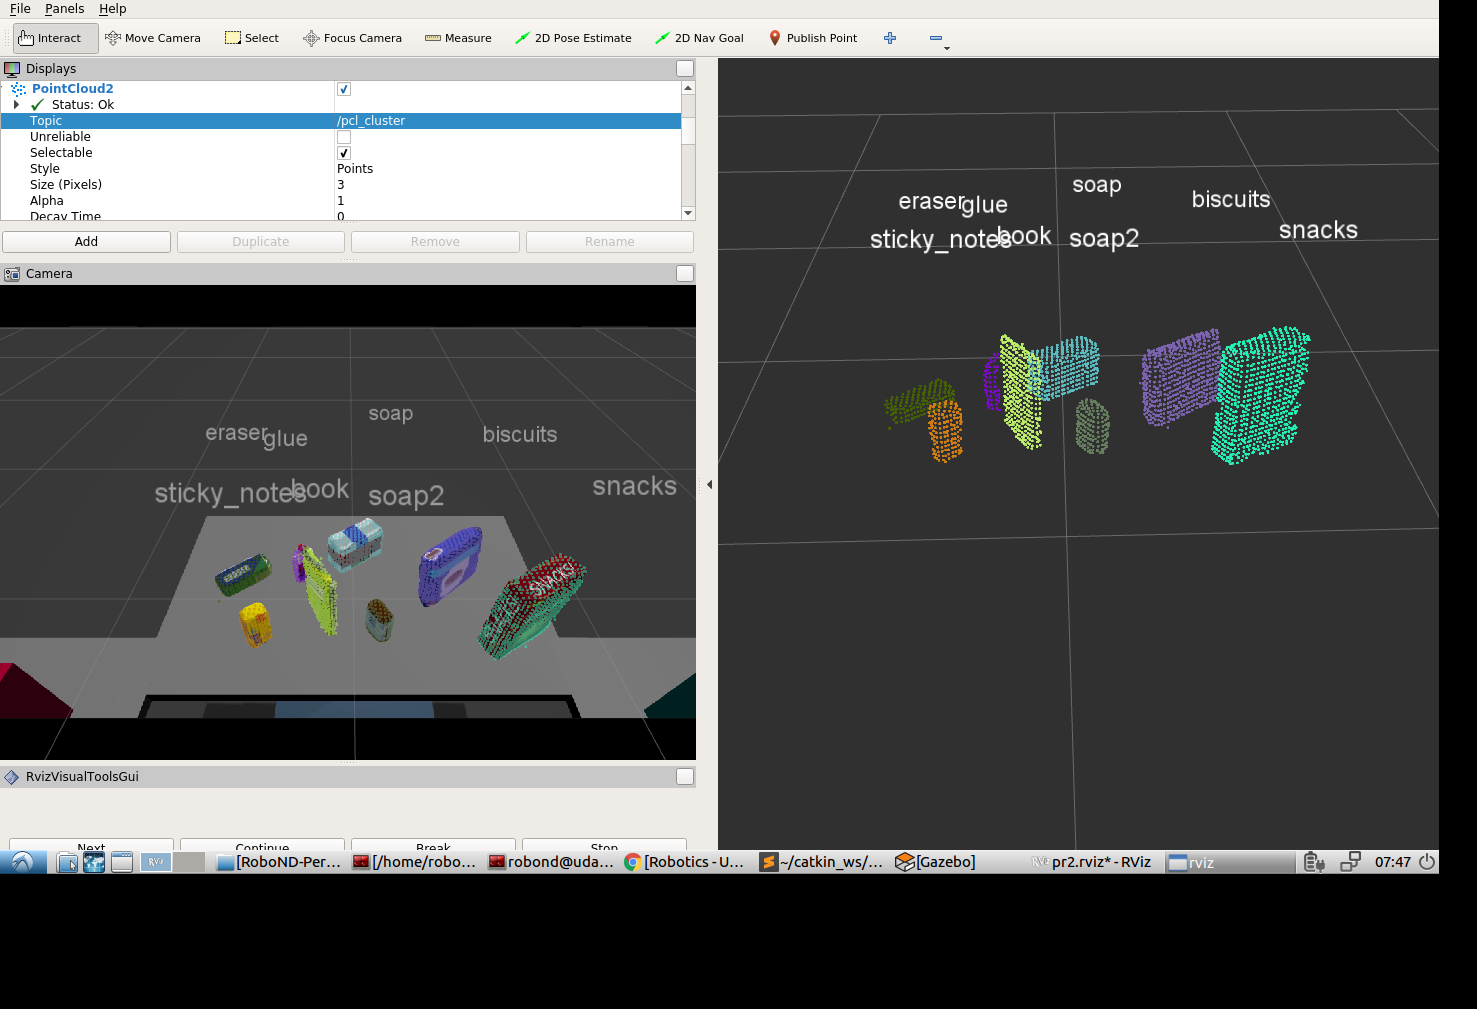 File Panels Help
Interact Move Camera Select Focus Camera Measure 2D Pose Estimate 2D Nav Goal Publish Point
Displays
PointCloud2
Status: Ok
Topic /pcl_cluster
Unreliable
Selectable
Style Points
Size (Pixels) 3
Alpha 1
Decay Time 0
Add Duplicate Remove Rename
Camera
soap
eraser
glue
biscuits
sticky_notes
book
soap2
snacks
SNACKS
RvizVisualToolsGui
Next Continue Break Stop
soap
eraser
glue
biscuits
sticky_notes
book
soap2
snacks
RViz [RoboND-Per... [/home/robo... robond@uda... [Robotics - U... ~/catkin_ws/... [Gazebo] RViz pr2.rviz* - RViz rviz 07:47